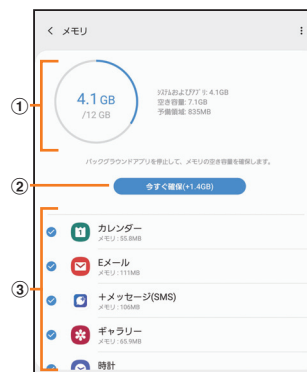 メモリ
①
4.1 GB
/12 GB
ｼｽﾃﾑおよびｱﾌﾟﾘ: 4.1GB
空き容量: 7.1GB
予備領域: 835MB
バックグラウンドアプリを停止して、メモリの空き容量を確保します。
②
今すぐ確保(+1.4GB)
③
カレンダー
メモリ : 55.8MB
Eメール
メモリ : 111MB
+メッセージ(SMS)
メモリ : 106MB
ギャラリー
メモリ : 65.9MB
時計